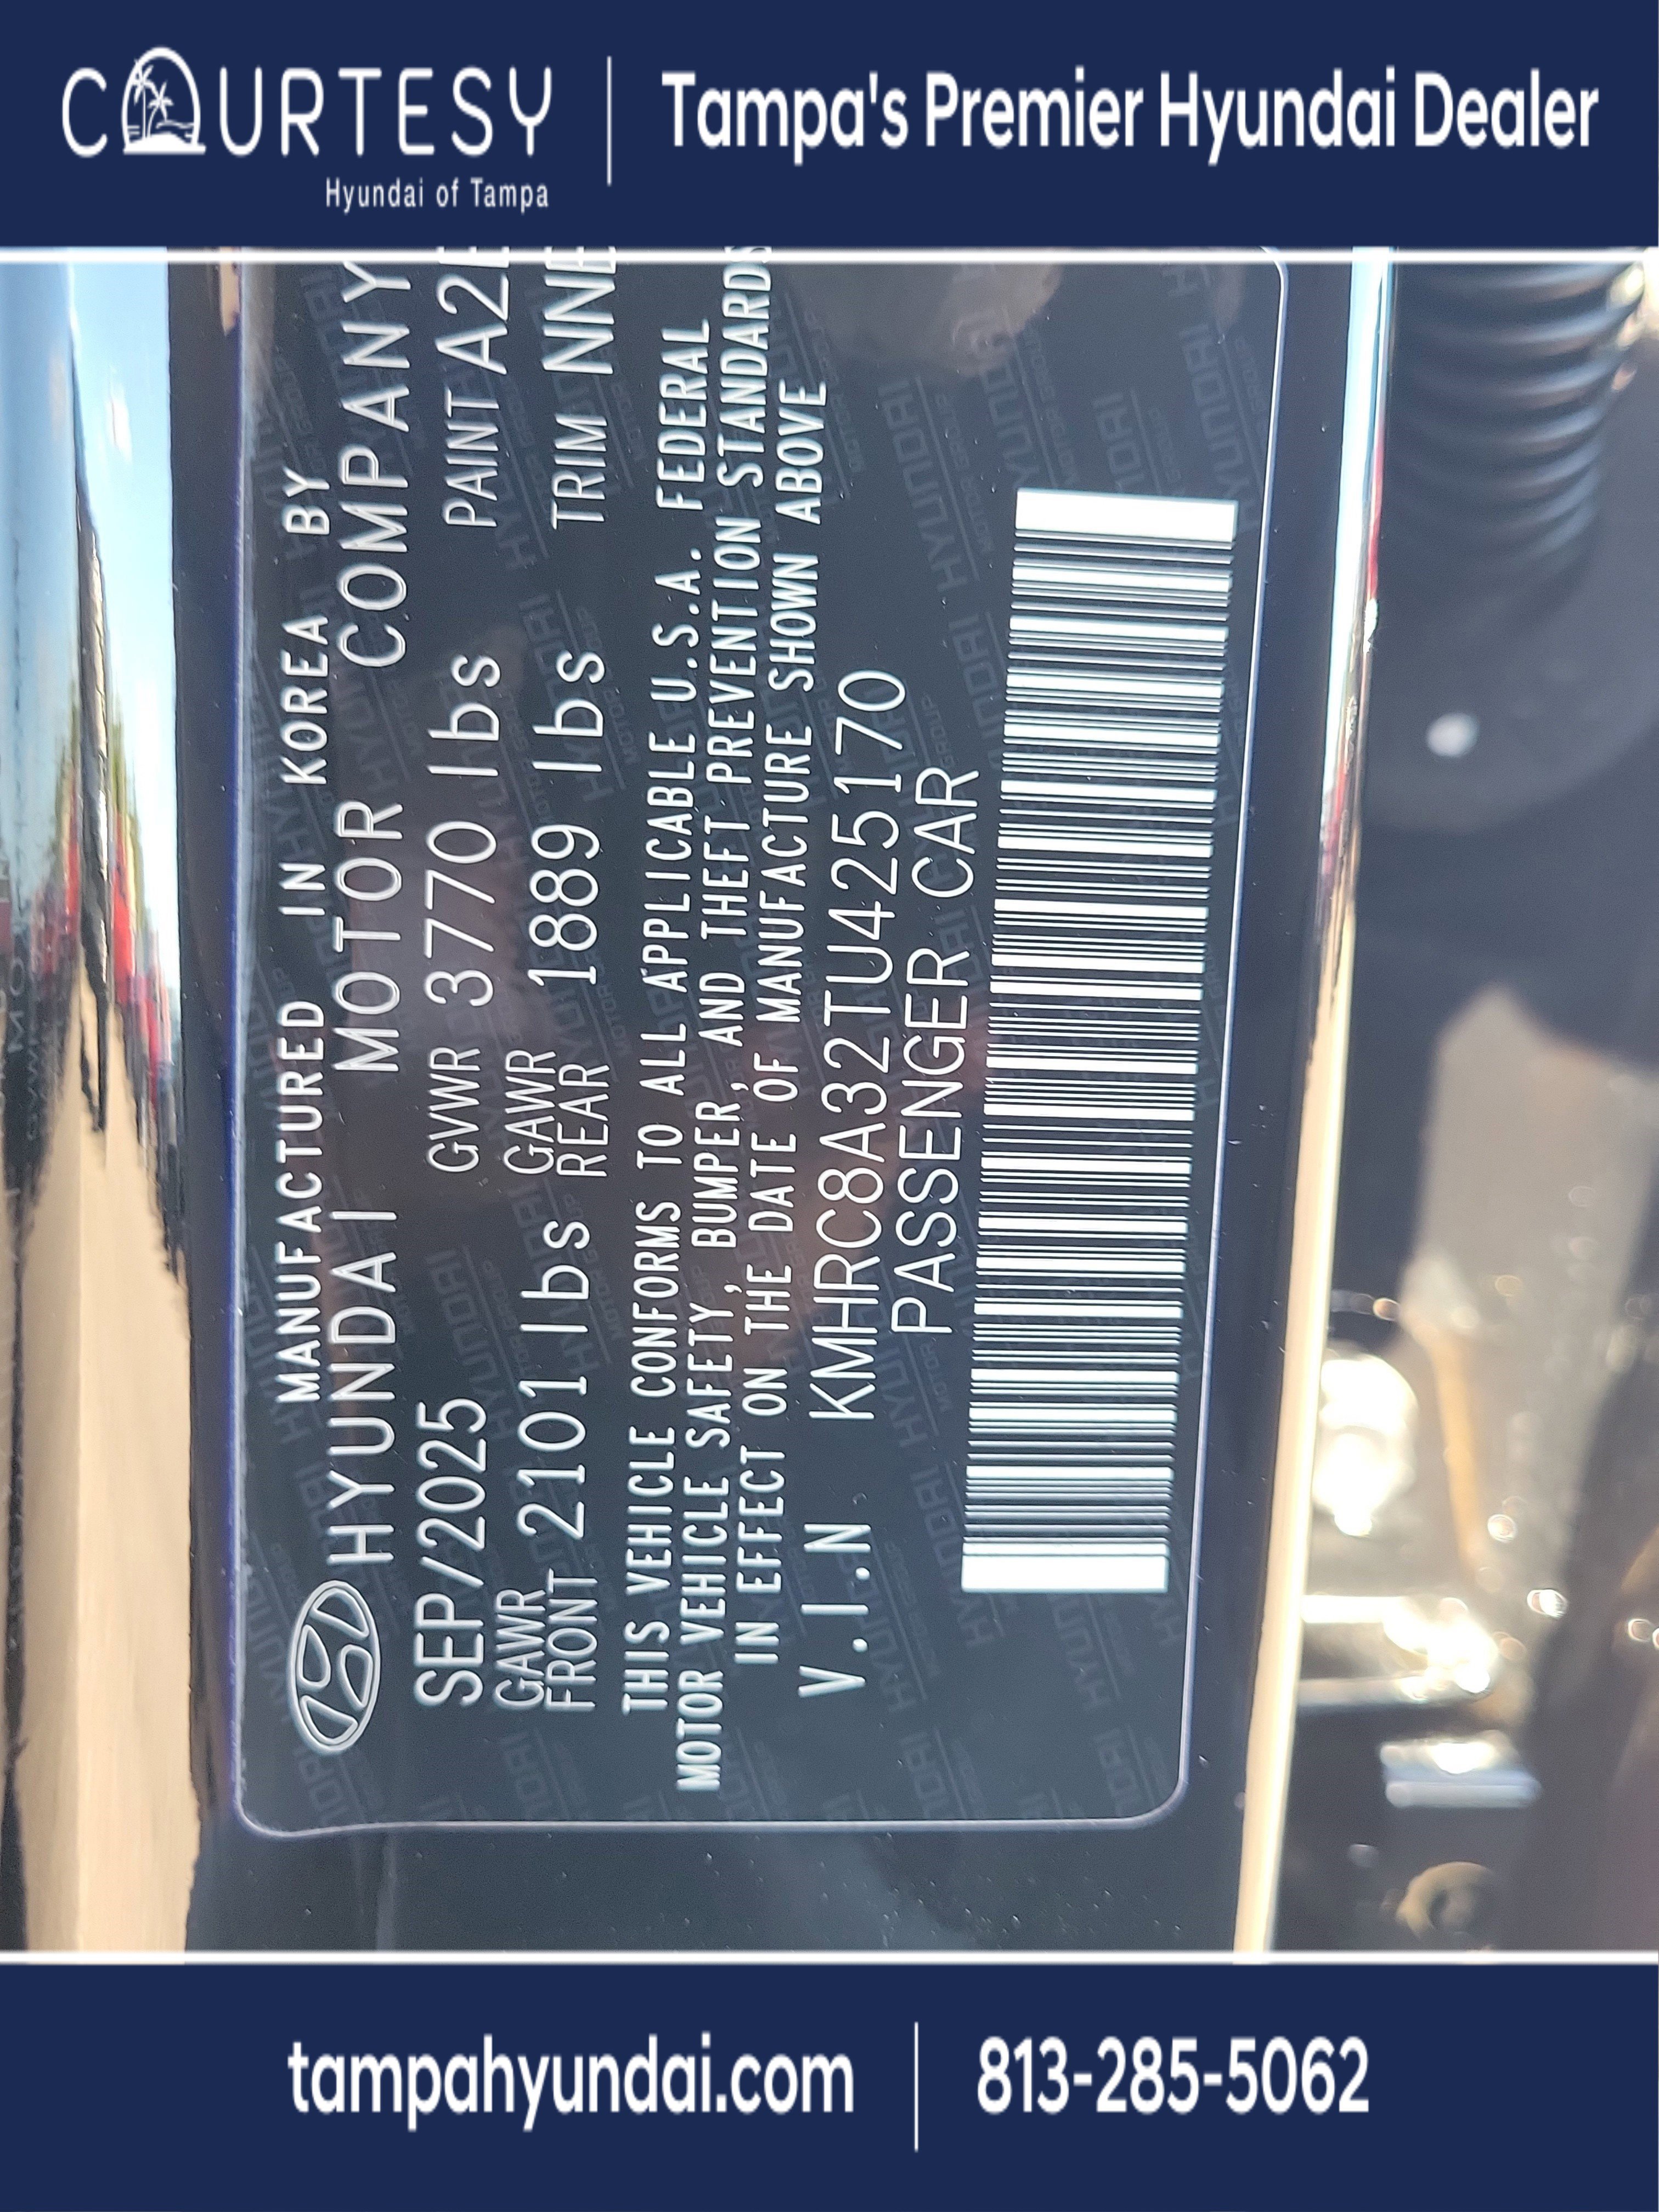 COURTESY
Hyundai of Tampa
Tampa's Premier Hyundai Dealer
MANUFACTURED IN KOREA BY
HYUNDAI MOTOR COMPANY
SEP/2025 GVWR 3770 lbs PAINT A2
GAWR FRONT 2101 lbs GAWR REAR 1889 lbs TRIM NNE
THIS VEHICLE CONFORMS TO ALL APPLICABLE U.S.A. FEDERAL
MOTOR VEHICLE SAFETY, BUMPER, AND THEFT PREVENTION STANDARDS
IN EFFECT ON THE DATE OF MANUFACTURE SHOWN ABOVE
V.I.N. KMHRC8A32TU425170
PASSENGER CAR
tampahyundai.com
813-285-5062